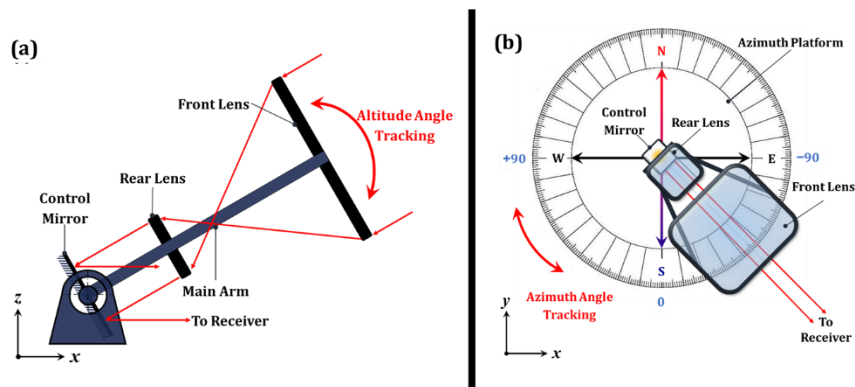 (a)
Front Lens
Altitude Angle
Tracking
Rear Lens
Control
Mirror
Main Arm
To Receiver
z
x
(b)
Azimuth Platform
N
Control
Mirror
Rear Lens
+90
W
E
−90
Front Lens
S
0
Azimuth Angle
Tracking
To
Receiver
y
x